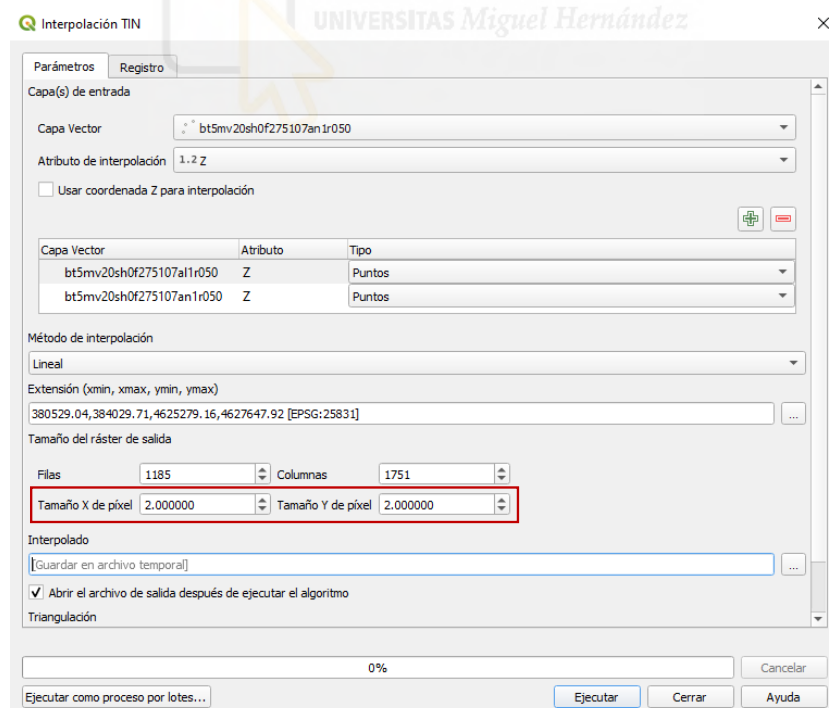 UNIVERSITAS Miguel Hernández
Interpolación TIN
Parámetros Registro
Capa(s) de entrada
Capa Vector bt5mv20sh0f275107an1r050
Atributo de interpolación 1.2 Z
Usar coordenada Z para interpolación
Capa Vector Atributo Tipo
bt5mv20sh0f275107al1r050 Z Puntos
bt5mv20sh0f275107an1r050 Z Puntos
Método de interpolación
Lineal
Extensión (xmin, xmax, ymin, ymax)
380529.04,384029.71,4625279.16,4627647.92 [EPSG:25831]
...
Tamaño del ráster de salida
Filas 1185 Columnas 1751
Tamaño X de píxel 2.000000 Tamaño Y de píxel 2.000000
Interpolado
[Guardar en archivo temporal]
...
Abrir el archivo de salida después de ejecutar el algoritmo
Triangulación
0% Cancelar
Ejecutar como proceso por lotes... Ejecutar Cerrar Ayuda